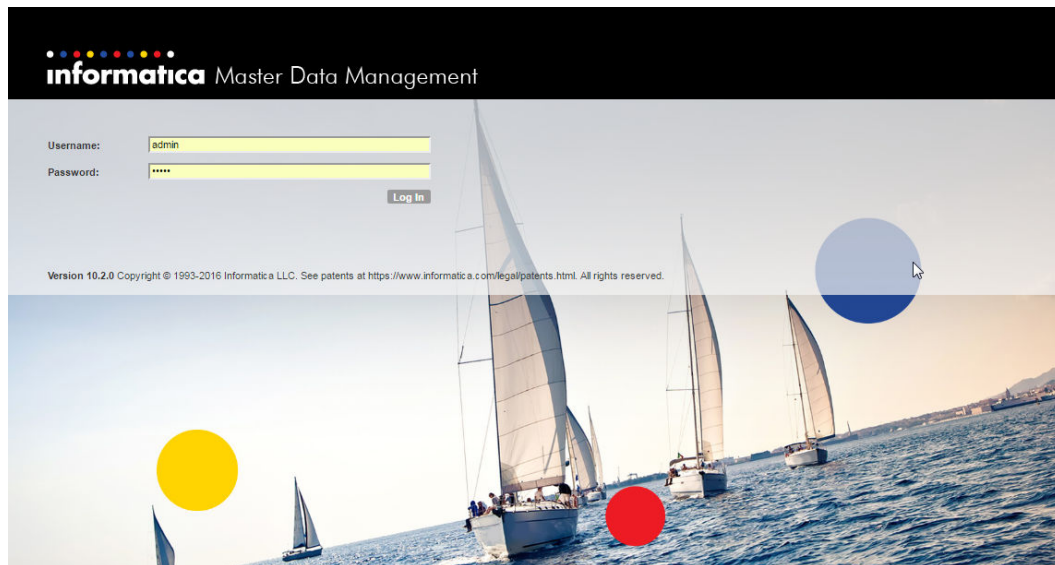 informatica Master Data Management
Username: admin
Password: •••••
Log In
Version 10.2.0 Copyright © 1993-2016 Informatica LLC. See patents at https://www.informatica.com/legal/patents.html. All rights reserved.